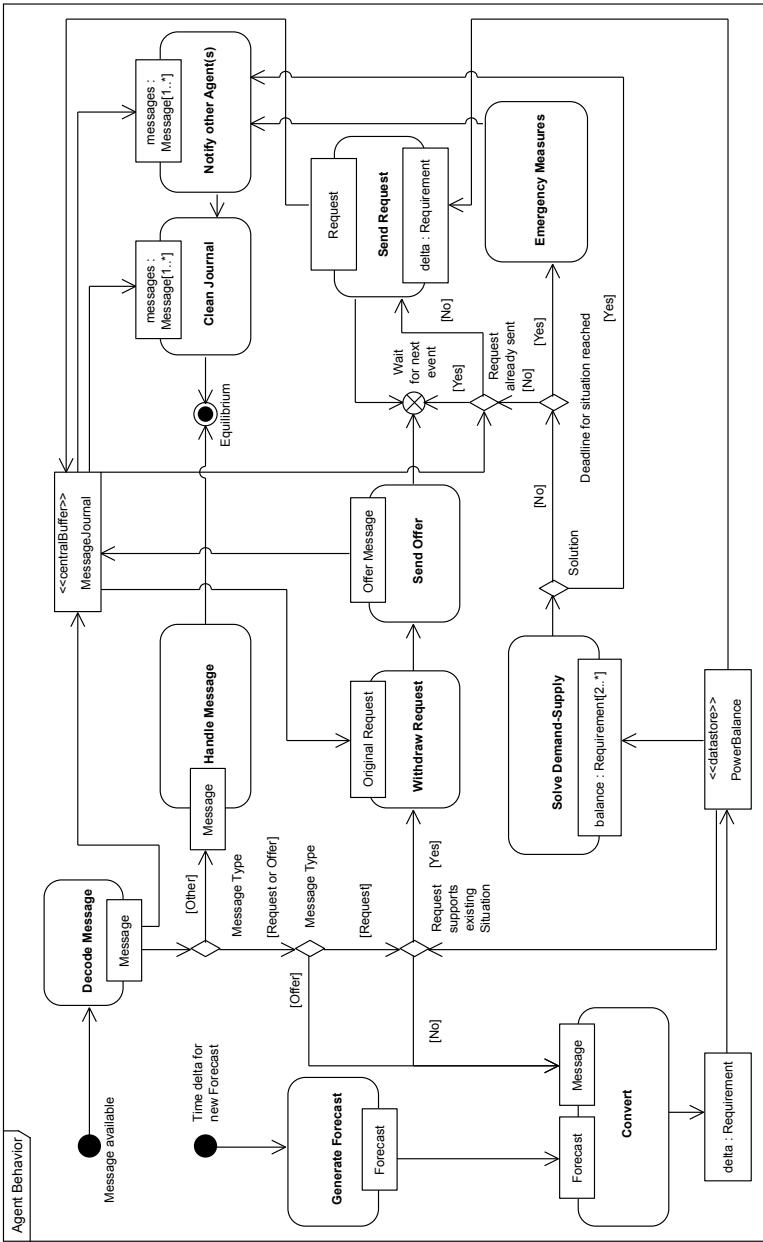 Agent Behavior
Message available
Decode Message
Message
[Other]
Message Type
[Request or Offer]
Message Type
[Offer]
[Request]
Message
Handle Message
<<centralBuffer>>
MessageJournal
Equilibrium
messages :
Message[1..*]
Clean Journal
messages :
Message[1..*]
Notify other Agent(s)
Time delta for
new Forecast
Generate Forecast
Forecast
[No]
Request
supports
existing
Situation
[Yes]
Original Request
Withdraw Request
Offer Message
Send Offer
Wait
for next
event
[Yes]
Request
already sent
[No]
[No]
Request
Send Request
delta : Requirement
Forecast
Message
Convert
delta : Requirement
<<datastore>>
PowerBalance
Solve Demand-Supply
balance : Requirement[2..*]
Solution
[No]
Deadline for situation reached
[Yes]
[Yes]
Emergency Measures